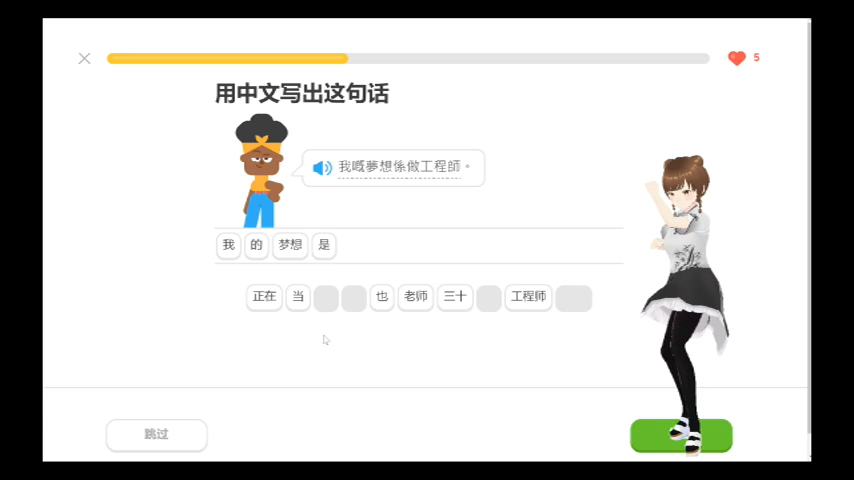 5
用中文写出这句话
我嘅夢想係做工程師。
我 的 梦想 是
正在 当 也 老师 三十 工程师
跳过